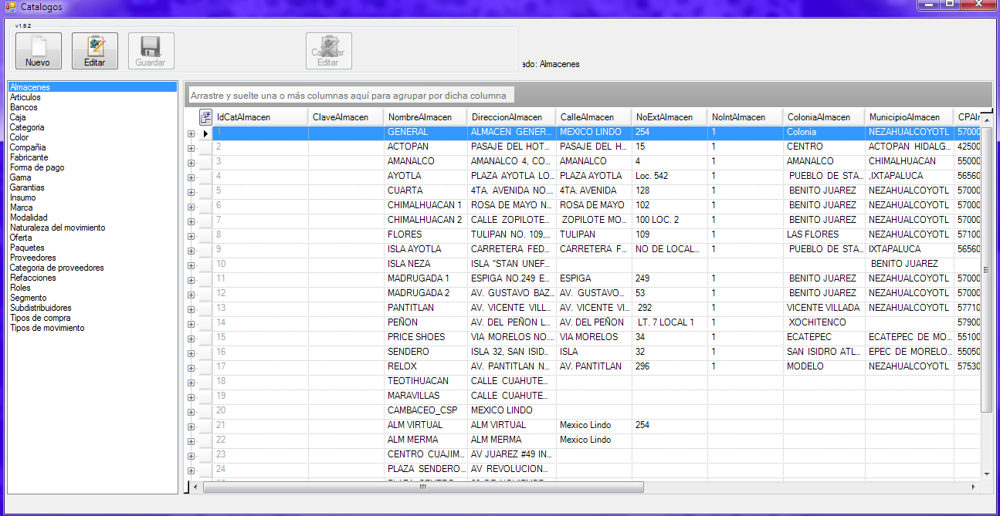 Catalogos
v1.9.2
Nuevo
Editar
Guardar
Editar
ado: Almacenes
Almacenes
Articulos
Bancos
Caja
Categoria
Color
Compañia
Fabricante
Forma de pago
Gama
Garantias
Insumo
Marca
Modalidad
Naturaleza del movimiento
Oferta
Paquetes
Proveedores
Categoria de proveedores
Refacciones
Roles
Segmento
Subdistribuidores
Tipos de compra
Tipos de movimiento
Arrastre y suelte una o más columnas aquí para agrupar por dicha columna
IdCatAlmacen ClaveAlmacen NombreAlmacen DireccionAlmacen CalleAlmacen NoExtAlmacen NoIntAlmacen ColoniaAlmacen MunicipioAlmacen CPAlr
1 GENERAL ALMACEN GENER... MEXICO LINDO 254 1 Colonia NEZAHUALCOYOTL 57000
2 ACTOPAN PASAJE DEL HOT... PASAJE DEL H... 15 1 CENTRO ACTOPAN HIDALG... 42500
3 AMANALCO AMANALCO 4, CO... AMANALCO 4 1 AMANALCO CHIMALHUACAN 55000
4 AYOTLA PLAZA AYOTLA LO... PLAZA AYOTLA Loc. 542 1 PUEBLO DE STA... ,IXTAPALUCA 56560
5 CUARTA 4TA. AVENIDA NO.... 4TA. AVENIDA 128 1 BENITO JUAREZ NEZAHUALCOYOTL 57000
6 CHIMALHUACAN 1 ROSA DE MAYO N... ROSA DE MAYO 102 1 BENITO JUAREZ NEZAHUALCOYOTL 57000
7 CHIMALHUACAN 2 CALLE ZOPILOTE... ZOPILOTE MO... 100 LOC. 2 1 BENITO JUAREZ NEZAHUALCOYOTL 57000
8 FLORES TULIPAN NO. 109,... TULIPAN 109 1 LAS FLORES NEZAHUALCOYOTL 57100
9 ISLA AYOTLA CARRETERA FED... CARRETERA F... NO DE LOCAL... 1 PUEBLO DE STA... IXTAPALUCA 56560
10 ISLA NEZA ISLA "STAN UNEF... BENITO JUAREZ
11 MADRUGADA 1 ESPIGA NO.249 E... ESPIGA 249 1 BENITO JUAREZ NEZAHUALCOYOTL 57000
12 MADRUGADA 2 AV. GUSTAVO BAZ... AV. GUSTAVO... 53 1 BENITO JUAREZ NEZAHUALCOYOTL 57000
13 PANTITLAN AV. VICENTE VILL... AV. VICENTE VI... 292 1 VICENTE VILLADA NEZAHUALCOYOTL 57710
14 PEÑON AV. DEL PEÑON L... AV. DEL PEÑON LT. 7 LOCAL 1 1 XOCHITENCO 57900
15 PRICE SHOES VIA MORELOS NO.... VIA MORELOS 34 1 ECATEPEC ECATEPEC DE MO... 55100
16 SENDERO ISLA 32, SAN ISID... ISLA 32 1 SAN ISIDRO ATL... EPEC DE MORELO... 55050
17 RELOX AV. PANTITLAN N... AV. PANTITLAN 296 1 MODELO NEZAHUALCOYOTL 57530
18 TEOTIHUACAN CALLE CUAHUTE...
19 MARAVILLAS CALLE CUAHUTE...
20 CAMBACEO_CSP MEXICO LINDO
21 ALM VIRTUAL ALM VIRTUAL Mexico Lindo 254
22 ALM MERMA ALM MERMA Mexico Lindo
23 CENTRO CUAJIM... AV JUAREZ #49 IN...
24 PLAZA SENDERO... AV REVOLUCION...